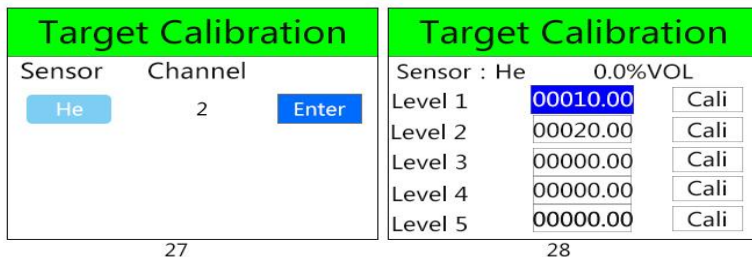 Target Calibration
Sensor Channel
He 2 Enter
27
Target Calibration
Sensor : He 0.0%VOL
Level 1 00010.00 Cali
Level 2 00020.00 Cali
Level 3 00000.00 Cali
Level 4 00000.00 Cali
Level 5 00000.00 Cali
28